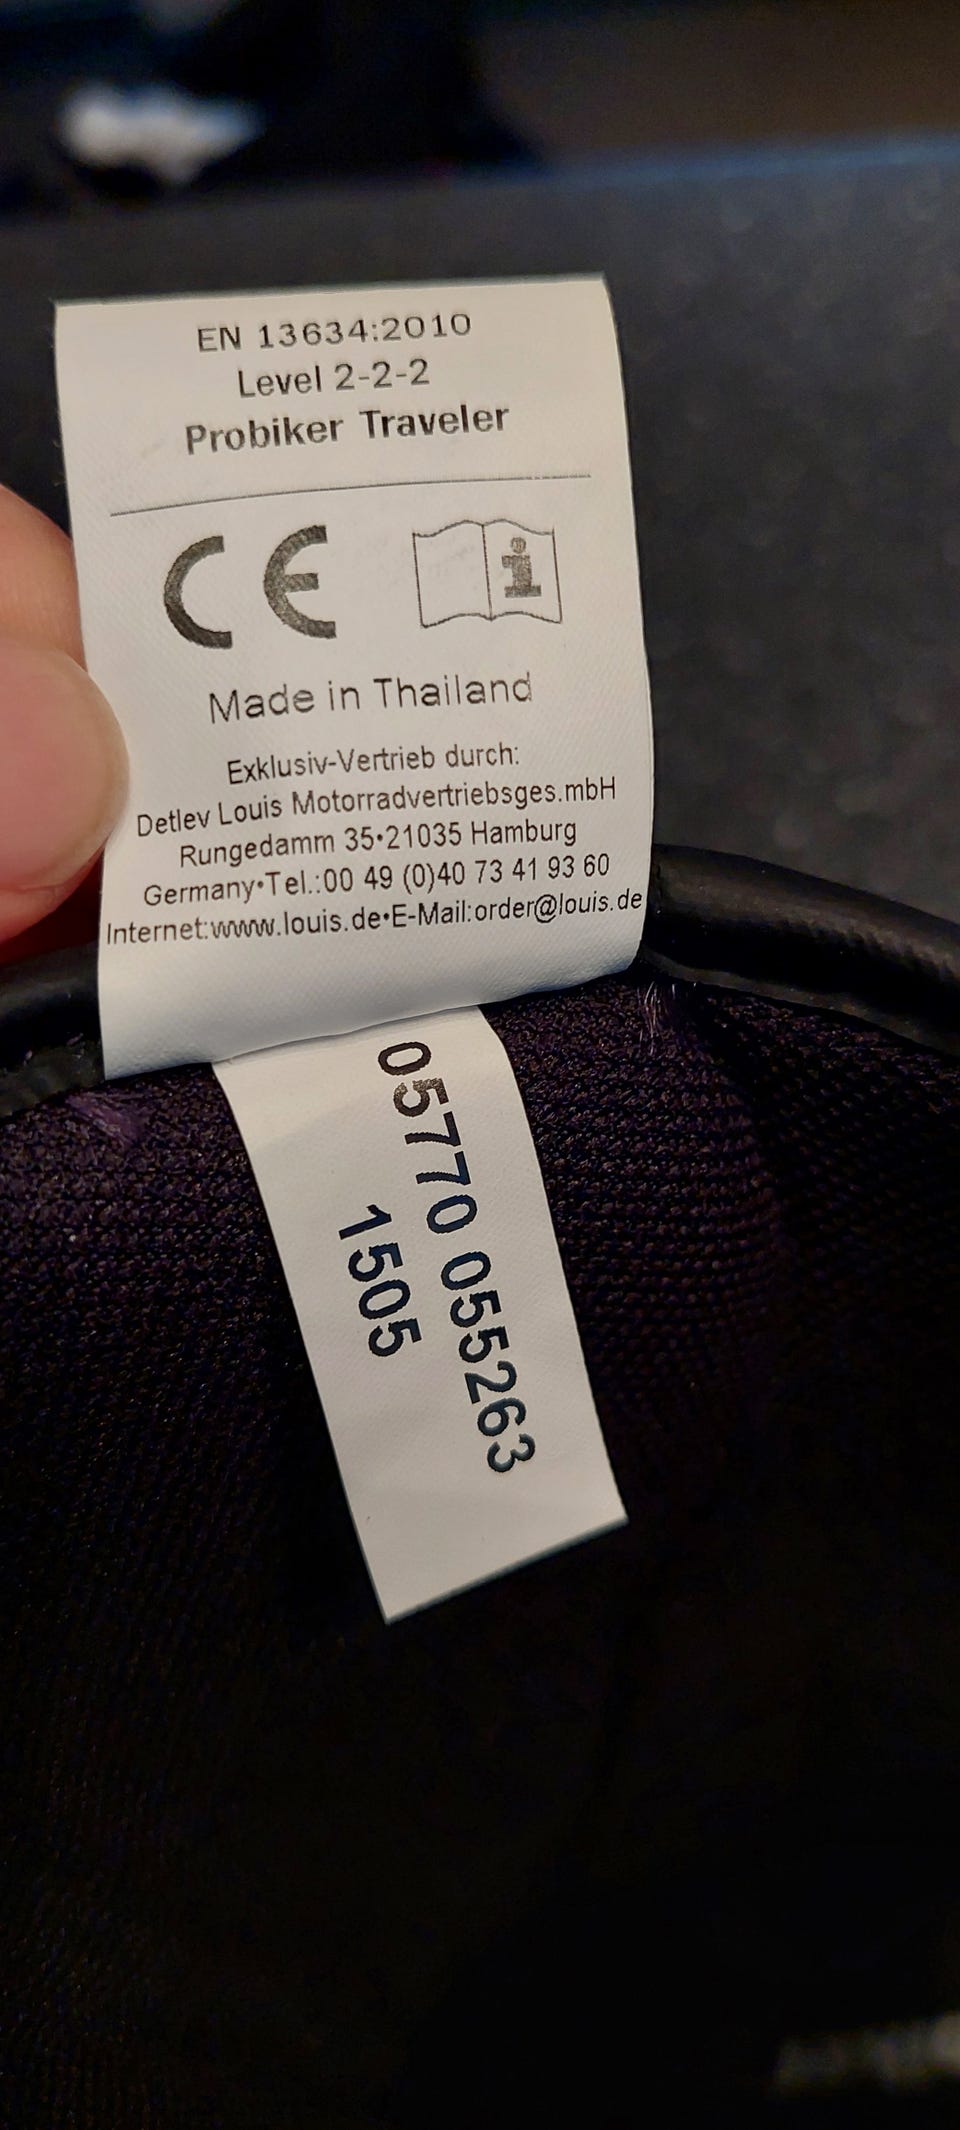 EN 13634:2010
Level 2-2-2
Probiker Traveler
CE
i
Made in Thailand
Exklusiv-Vertrieb durch:
Detlev Louis Motorradvertriebsges.mbH
Rungedamm 35•21035 Hamburg
Germany•Tel.:00 49 (0)40 73 41 93 60
Internet:www.louis.de•E-Mail:order@louis.de
05770 055263
1505